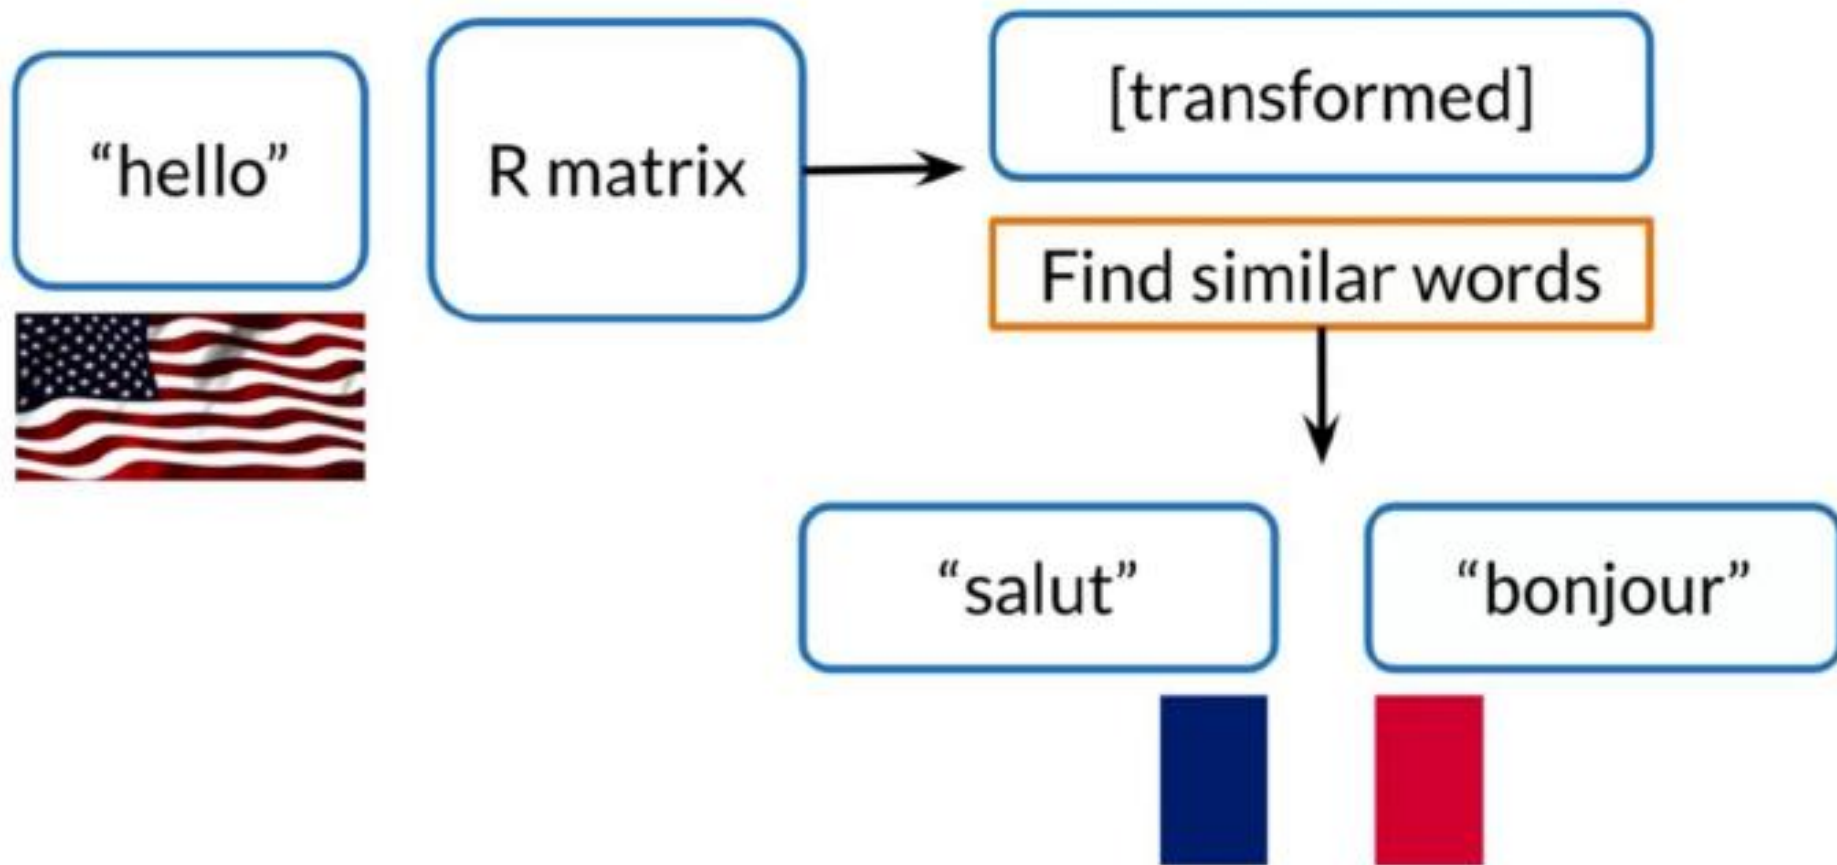 “hello”
R matrix
[transformed]
Find similar words
“salut”
“bonjour”